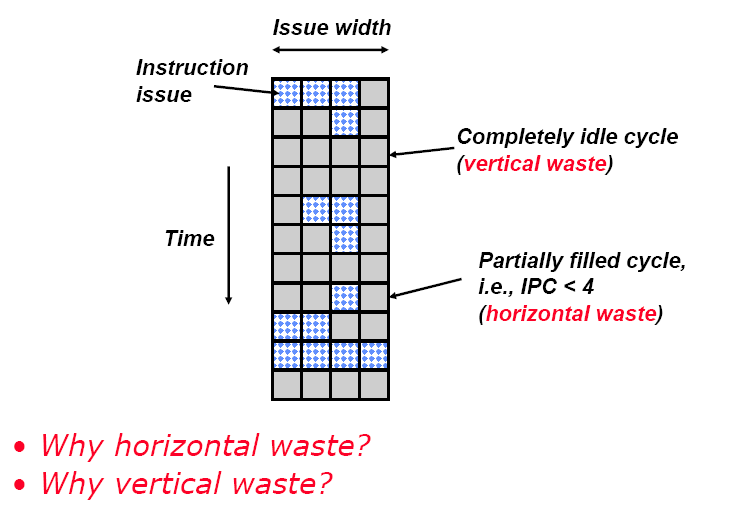 Issue width
Instruction
issue
Completely idle cycle
(vertical waste)
Time
Partially filled cycle,
i.e., IPC < 4
(horizontal waste)
• Why horizontal waste?
• Why vertical waste?